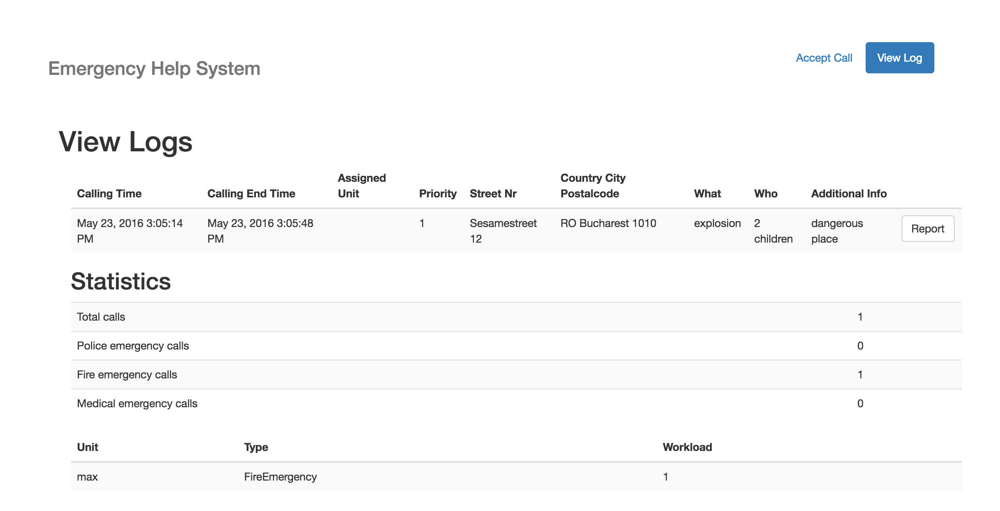 Emergency Help System
Accept Call
View Log
View Logs
Calling Time
Calling End Time
Assigned
Unit
Priority
Street Nr
Country City
Postalcode
What
Who
Additional Info
May 23, 2016 3:05:14
PM
May 23, 2016 3:05:48
PM
1
Sesamestreet
12
RO Bucharest 1010
explosion
2
children
dangerous
place
Report
Statistics
Total calls 1
Police emergency calls 0
Fire emergency calls 1
Medical emergency calls 0
Unit Type Workload
max FireEmergency 1